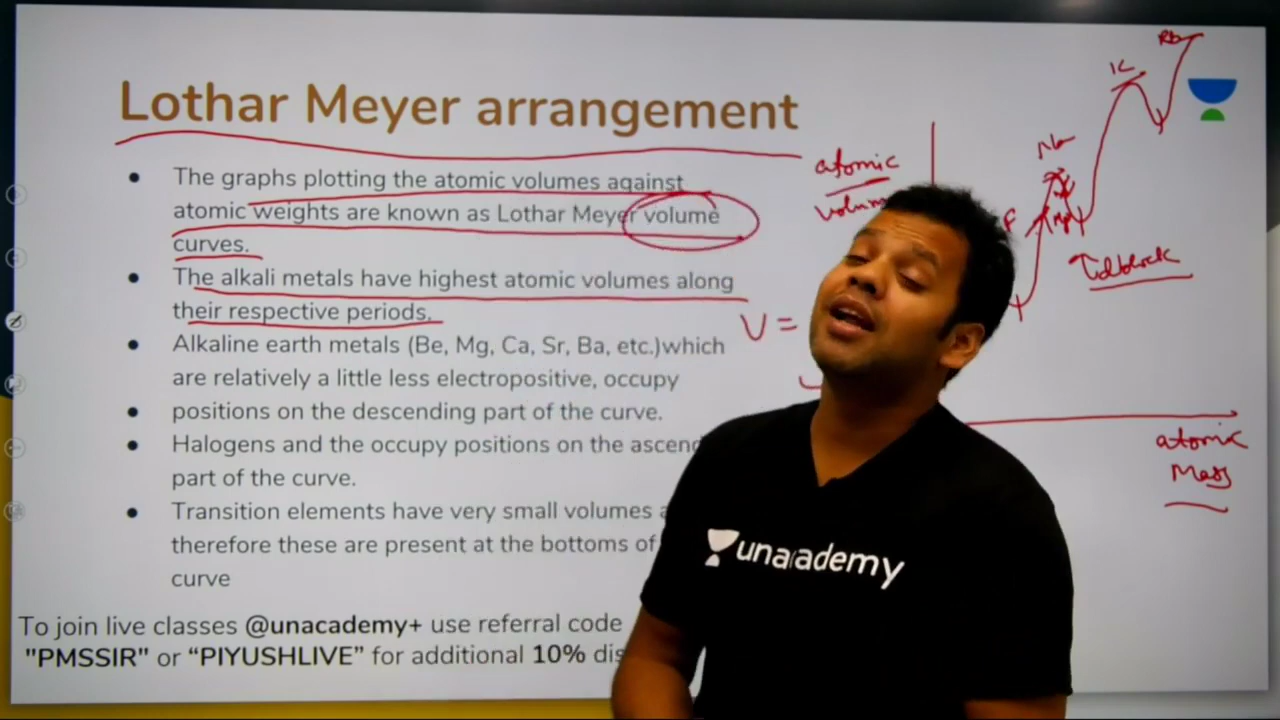 Lothar Meyer arrangement
The graphs plotting the atomic volumes against
atomic weights are known as Lothar Meyer volume
curves.
The alkali metals have highest atomic volumes along
their respective periods.
Alkaline earth metals (Be, Mg, Ca, Sr, Ba, etc.)which
are relatively a little less electropositive, occupy
positions on the descending part of the curve.
Halogens and the occupy positions on the ascend
part of the curve.
Transition elements have very small volumes a
therefore these are present at the bottoms of
curve
To join live classes @unacademy+ use referral code
"PMSSIR" or “PIYUSHLIVE” for additional 10% dis
atomic
volum
V =
F
Na
Mg
K
Rb
atomic
Mass
unacademy